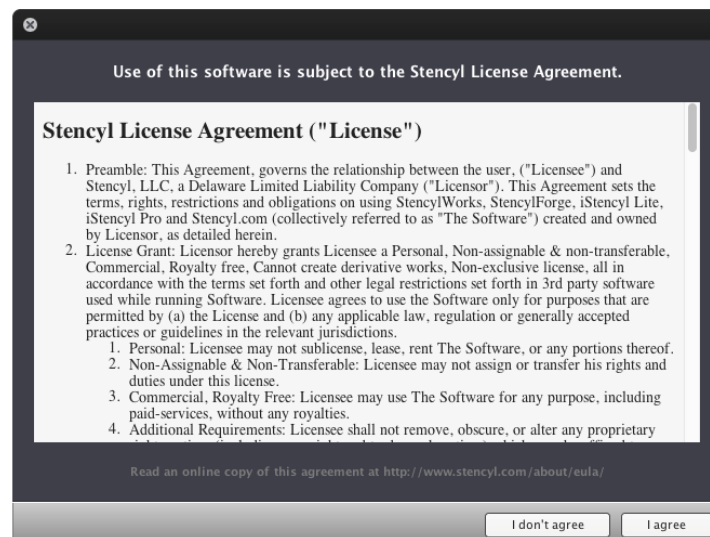 Use of this software is subject to the Stencyl License Agreement.
Stencyl License Agreement ("License")
1. Preamble: This Agreement, governs the relationship between the user, ("Licensee") and
Stencyl, LLC, a Delaware Limited Liability Company ("Licensor"). This Agreement sets the
terms, rights, restrictions and obligations on using StencylWorks, StencylForge, iStencyl Lite,
iStencyl Pro and Stencyl.com (collectively referred to as "The Software") created and owned
by Licensor, as detailed herein.
2. License Grant: Licensor hereby grants Licensee a Personal, Non-assignable & non-transferable,
Commercial, Royalty free, Cannot create derivative works, Non-exclusive license, all in
accordance with the terms set forth and other legal restrictions set forth in 3rd party software
used while running Software. Licensee agrees to use the Software only for purposes that are
permitted by (a) the License and (b) any applicable law, regulation or generally accepted
practices or guidelines in the relevant jurisdictions.
1. Personal: Licensee may not sublicense, lease, rent The Software, or any portions thereof.
2. Non-Assignable & Non-Transferable: Licensee may not assign or transfer his rights and
duties under this license.
3. Commercial, Royalty Free: Licensee may use The Software for any purpose, including
paid-services, without any royalties.
4. Additional Requirements: Licensee shall not remove, obscure, or alter any proprietary
Read an online copy of this agreement at http://www.stencyl.com/about/eula/
I don't agree
I agree